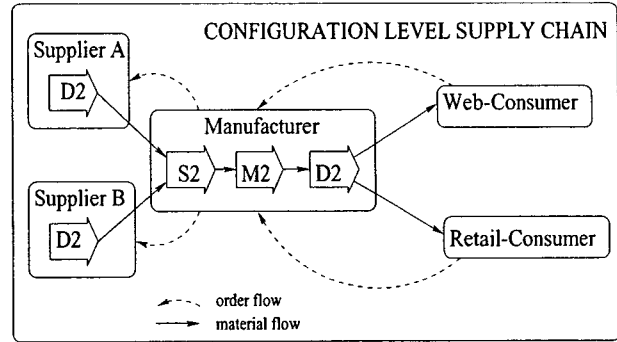 CONFIGURATION LEVEL SUPPLY CHAIN
Supplier A
D2
Manufacturer
S2 M2 D2
Web-Consumer
Supplier B
D2
Retail-Consumer
order flow
material flow